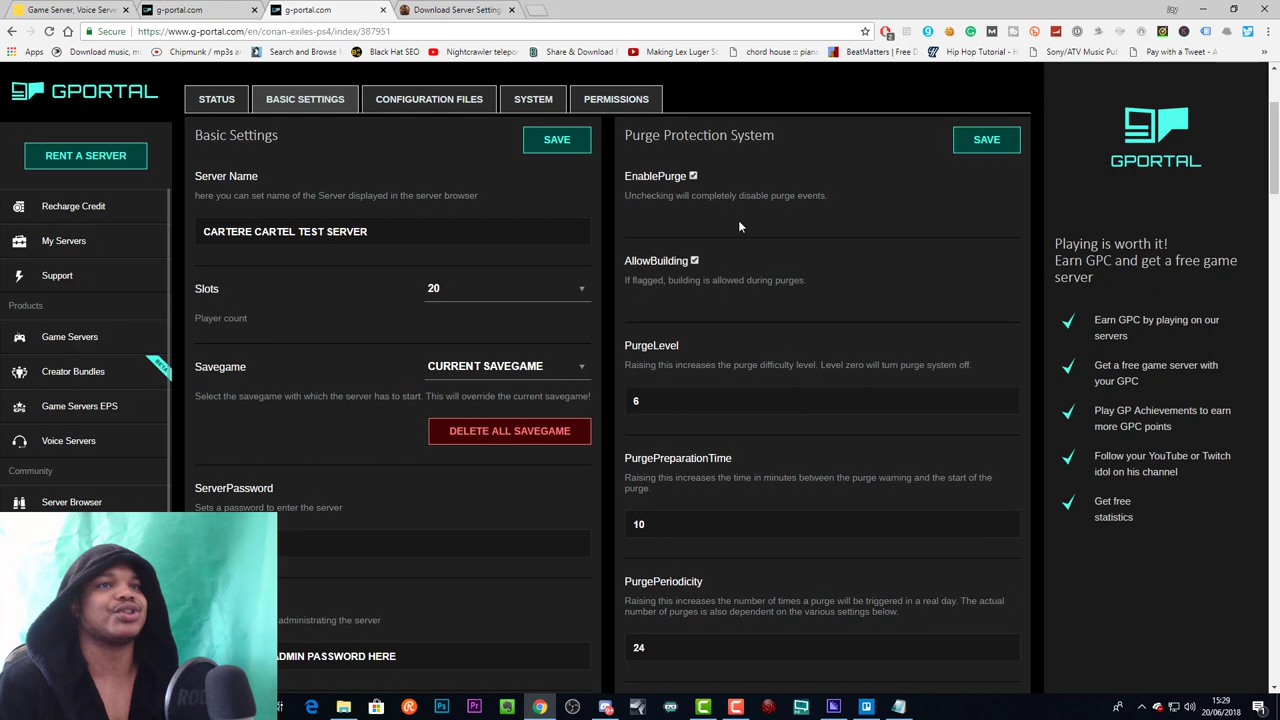 Game Server, Voice Serve
g-portal.com
g-portal.com
Download Server Setting
Secure
https://www.g-portal.com/en/conan-exiles-ps4/index/387951
Apps
Download music, m
Chipmunk / mp3 a
Search and Browse M
Black Hat SEO
Nightcrawler telepor
Share & Download F
Making Lex Luger -
chord house ::: piano
BeatMatters | Free D
Hip Hop Tutorial - H
Sony/ATV Music Pub
Pay with a Tweet - T
GPORTAL
RENT A SERVER
Recharge Credit
My Servers
Support
Products
Game Servers
Creator Bundles
BETA
Game Servers EPS
Voice Servers
Community
Server Browser
STATUS
BASIC SETTINGS
CONFIGURATION FILES
SYSTEM
PERMISSIONS
Basic Settings
SAVE
Server Name
here you can set name of the Server displayed in the server browser
CARTERE CARTEL TEST SERVER
Slots
20
Player count
Savegame
CURRENT SAVEGAME
Select the savegame with which the server has to start. This will override the current savegame!
DELETE ALL SAVEGAME
ServerPassword
Sets a password to enter the server
administrating the server
ADMIN PASSWORD HERE
Purge Protection System
SAVE
EnablePurge
Unchecking will completely disable purge events.
AllowBuilding
If flagged, building is allowed during purges.
PurgeLevel
Raising this increases the purge difficulty level. Level zero will turn purge system off.
6
PurgePreparationTime
Raising this increases the time in minutes between the purge warning and the start of the
purge.
10
PurgePeriodicity
Raising this increases the number of times a purge will be triggered in a real day. The actual
number of purges is also dependent on the various settings below.
24
GPORTAL
Playing is worth it!
Earn GPC and get a free game
server
Earn GPC by playing on our
servers
Get a free game server with
your GPC
Play GP Achievements to earn
more GPC points
Follow your YouTube or Twitch
idol on his channel
Get free
statistics
15:29
20/06/2018